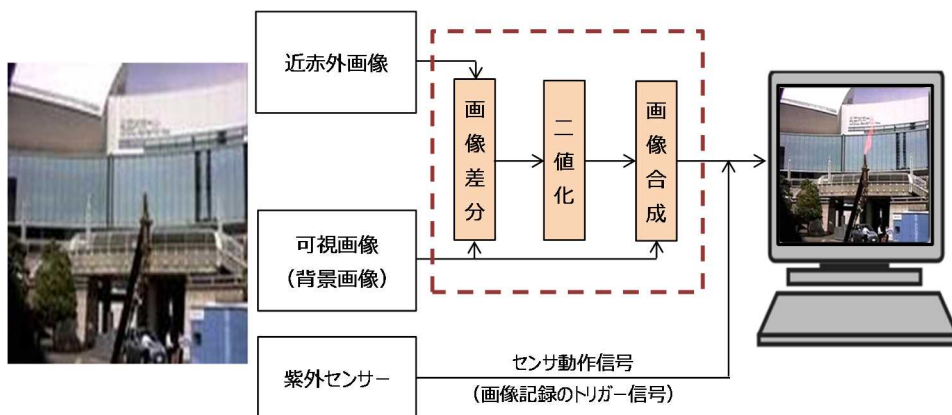 近赤外画像
画像差分
二値化
画像合成
可視画像
(背景画像)
紫外センサー
センサ動作信号
(画像記録のトリガー信号)